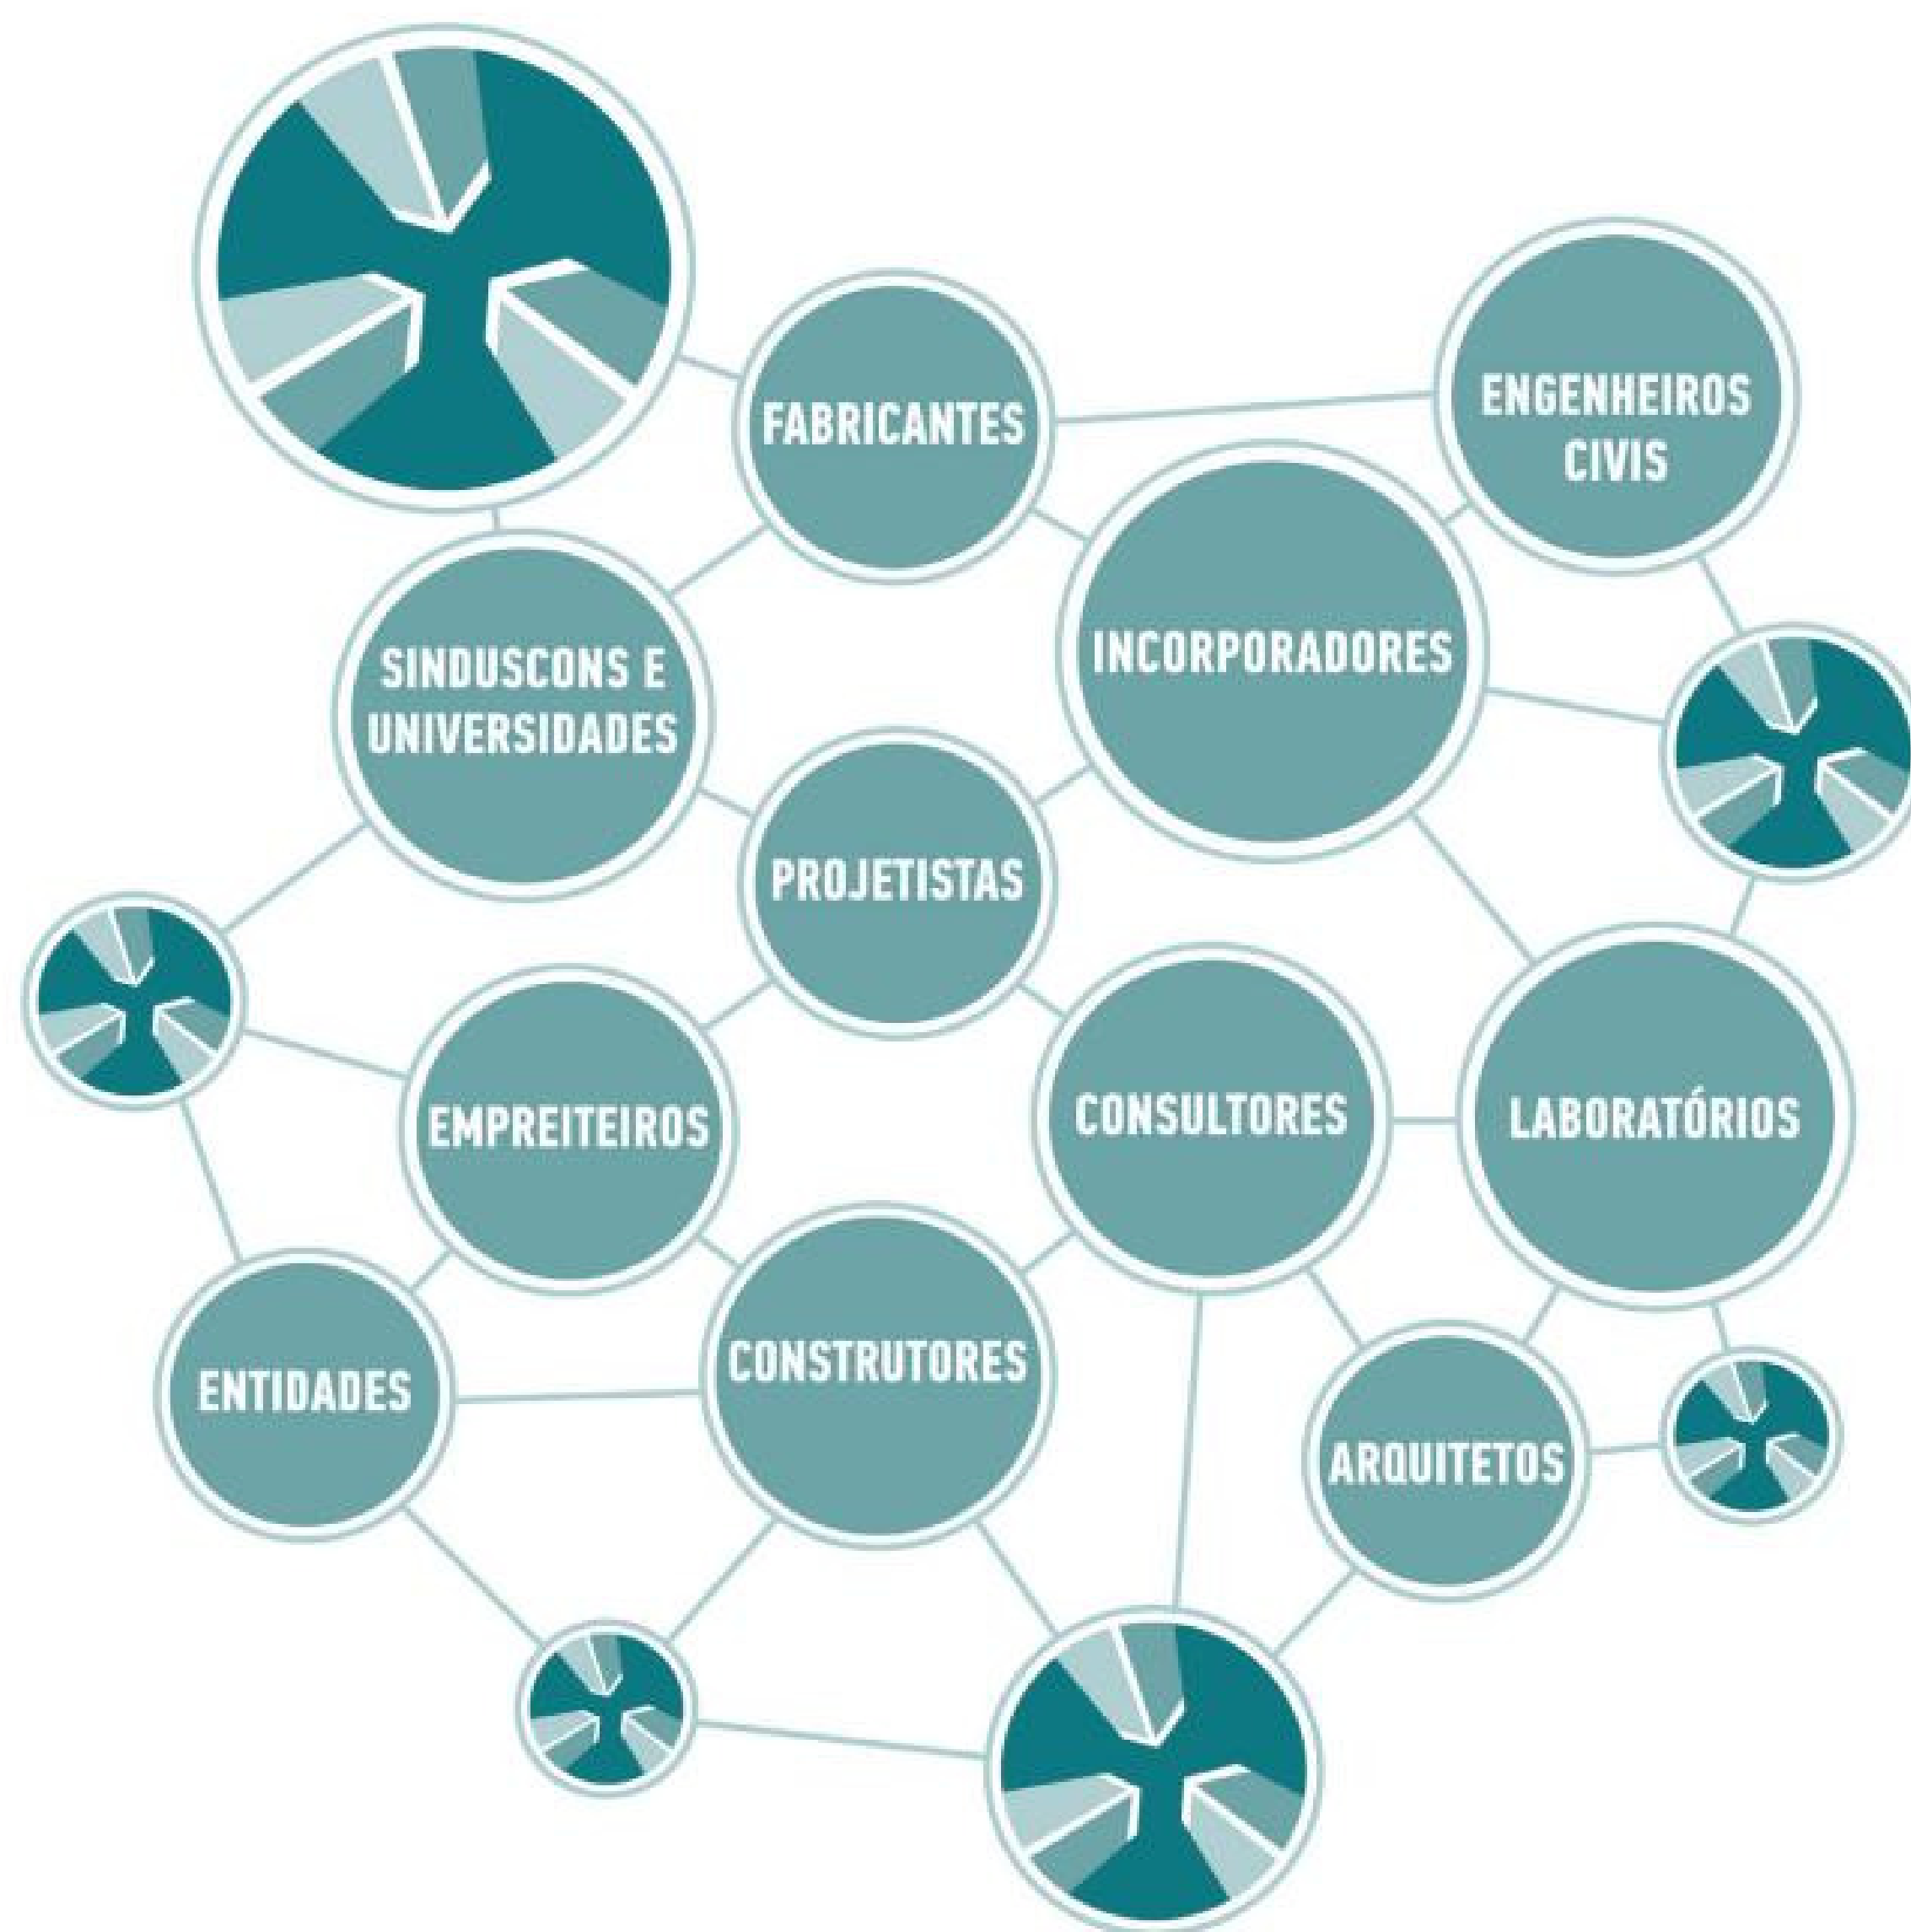 FABRICANTES
ENGENHEIROS
CIVIS
INCORPORADORES
SINDUSCONS E
UNIVERSIDADES
PROJETISTAS
EMPREITEIROS
CONSULTORES
LABORATÓRIOS
ENTIDADES
CONSTRUTORES
ARQUITETOS